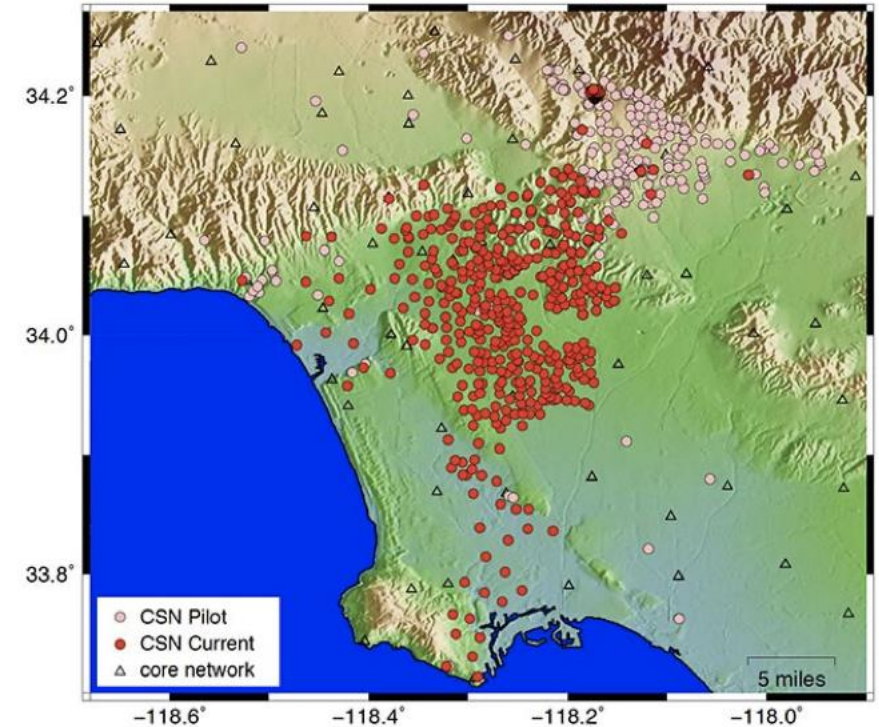 34.2°
34.0°
33.8°
CSN Pilot
CSN Current
core network
5 miles
−118.6°
−118.4°
−118.2°
−118.0°